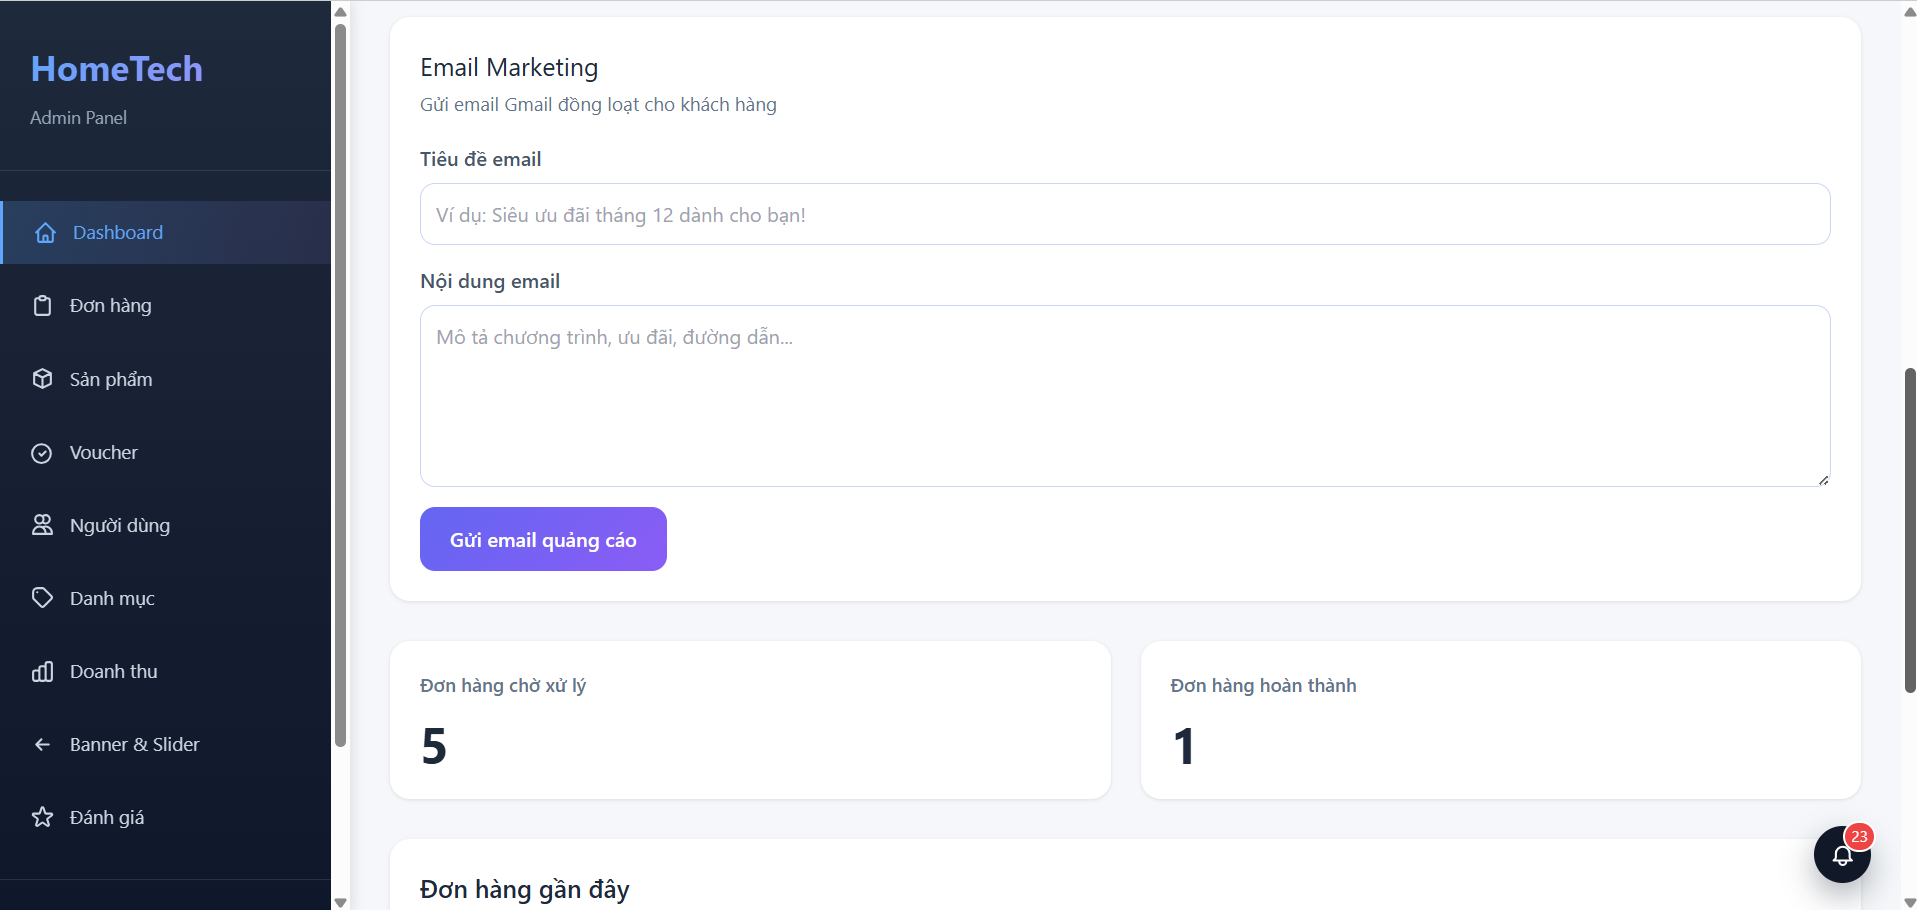 HomeTech
Admin Panel
Dashboard
Đơn hàng
Sản phẩm
Voucher
Người dùng
Danh mục
Doanh thu
Banner & Slider
Đánh giá
Email Marketing
Gửi email Gmail đồng loạt cho khách hàng
Tiêu đề email
Ví dụ: Siêu ưu đãi tháng 12 dành cho bạn!
Nội dung email
Mô tả chương trình, ưu đãi, đường dẫn...
Gửi email quảng cáo
Đơn hàng chờ xử lý
5
Đơn hàng hoàn thành
1
Đơn hàng gần đây
23